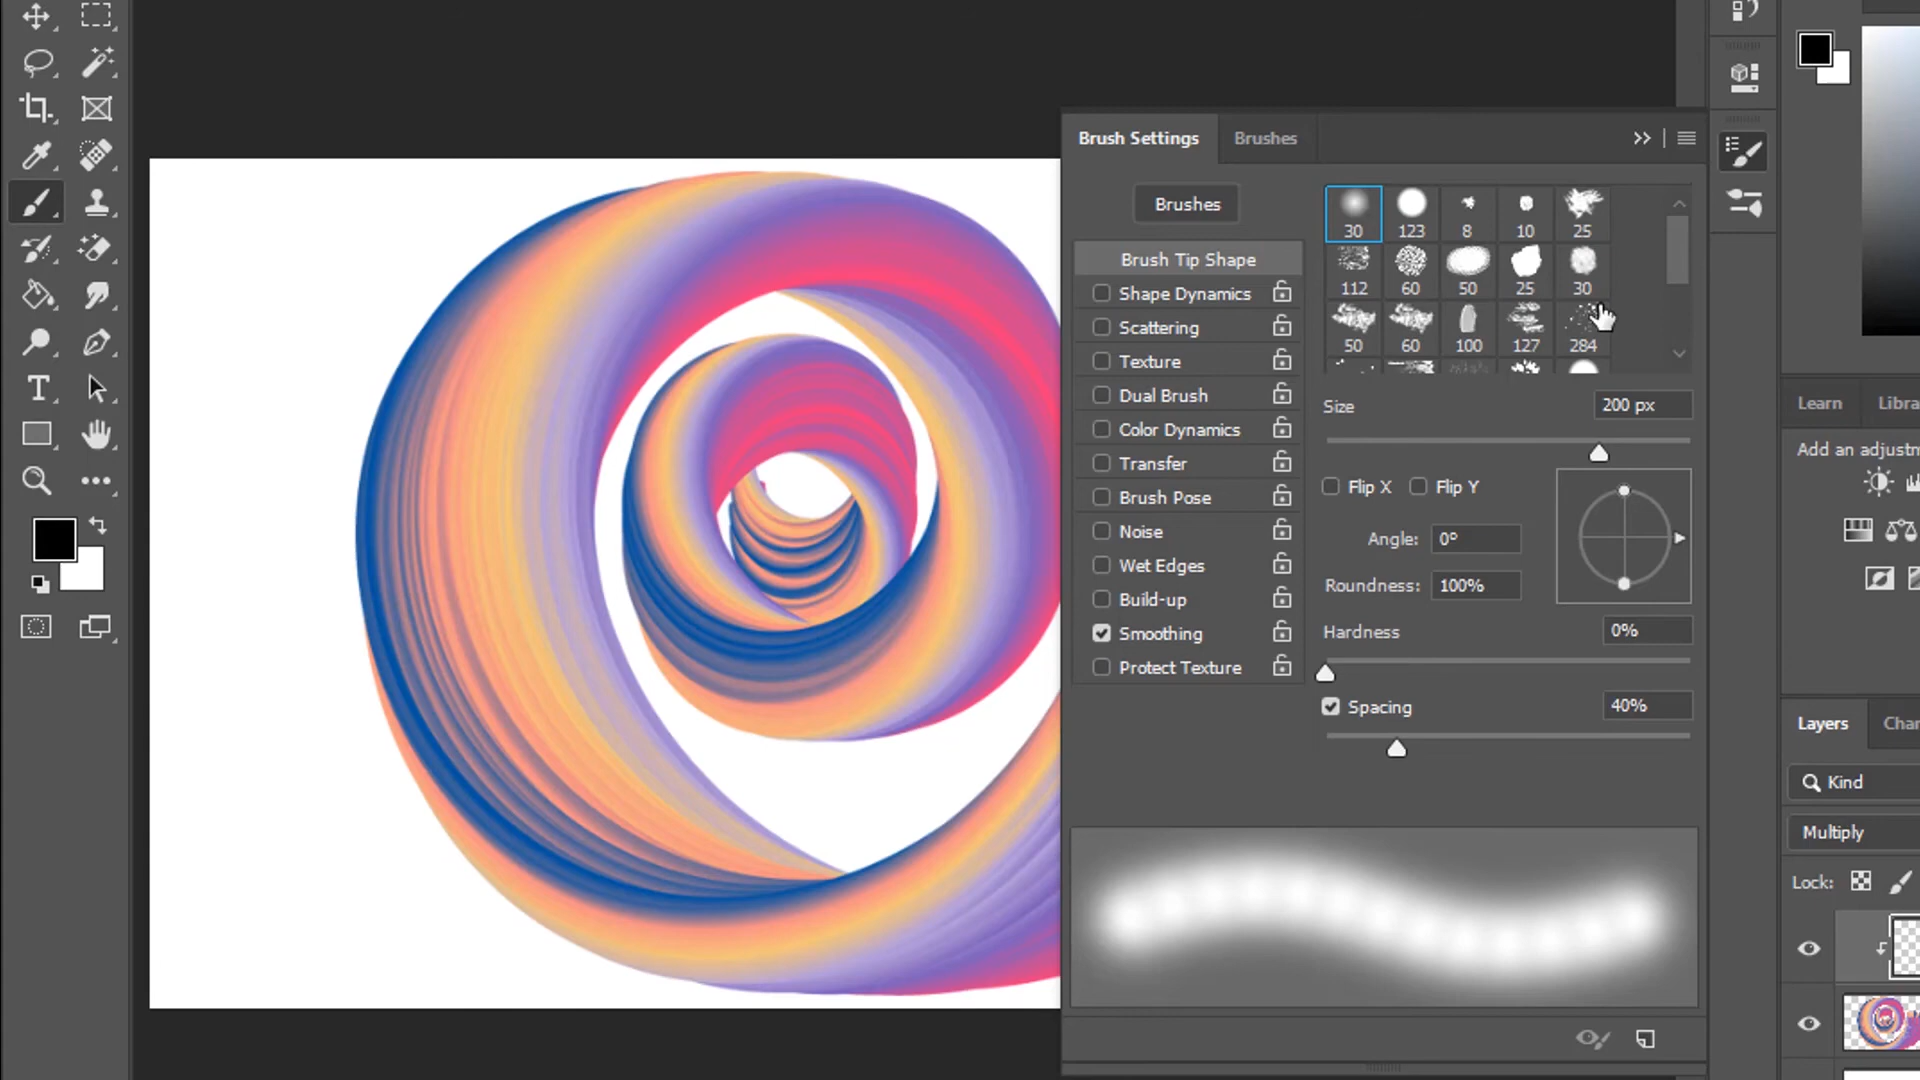 Brush Settings
Brushes
Brushes
Brush Tip Shape
Shape Dynamics
Scattering
Texture
Dual Brush
Color Dynamics
Transfer
Brush Pose
Noise
Wet Edges
Build-up
Smoothing
Protect Texture
30 123 8 10 25
112 60 50 25 30
50 60 100 127 284
Size 200 px
Flip X Flip Y
Angle: 0°
Roundness: 100%
Hardness 0%
Spacing 40%
Learn Libra
Add an adjustm
Layers Char
Kind
Multiply
Lock: